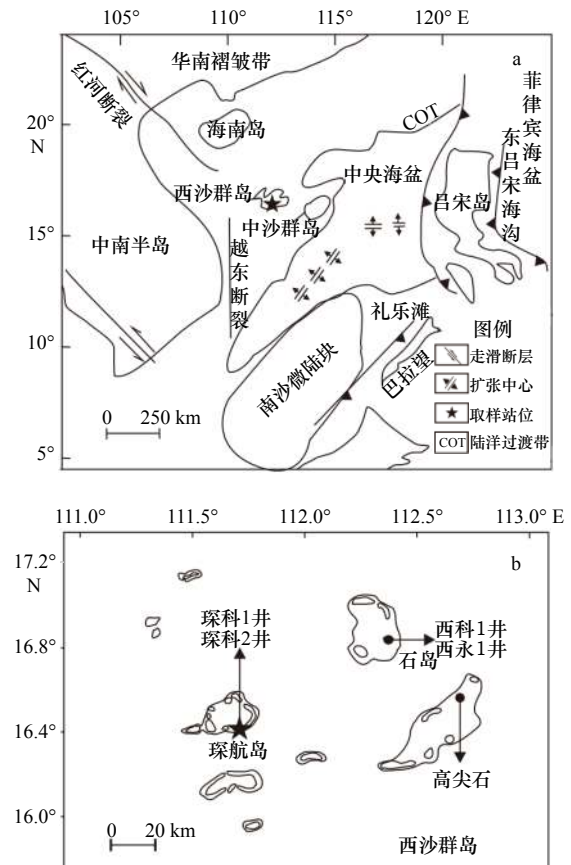 105° 110° 115° 120° E
a
华南褶皱带
红河断裂
20°
N
海南岛
COT
菲律宾海盆
东吕宋海沟
中央海盆
西沙群岛
吕宋岛
中沙群岛
15°
中南半岛
越东断裂
礼乐滩
图例
10°
走滑断层
南沙微陆块
巴拉望
扩张中心
取样站位
0 250 km
COT 陆洋过渡带
5°
111.0° 111.5° 112.0° 112.5° 113.0° E
17.2°
N
b
琛科1井
琛科2井
西科1井
西永1井
16.8°
石岛
16.4°
琛航岛
高尖石
16.0°
0 20 km
西沙群岛